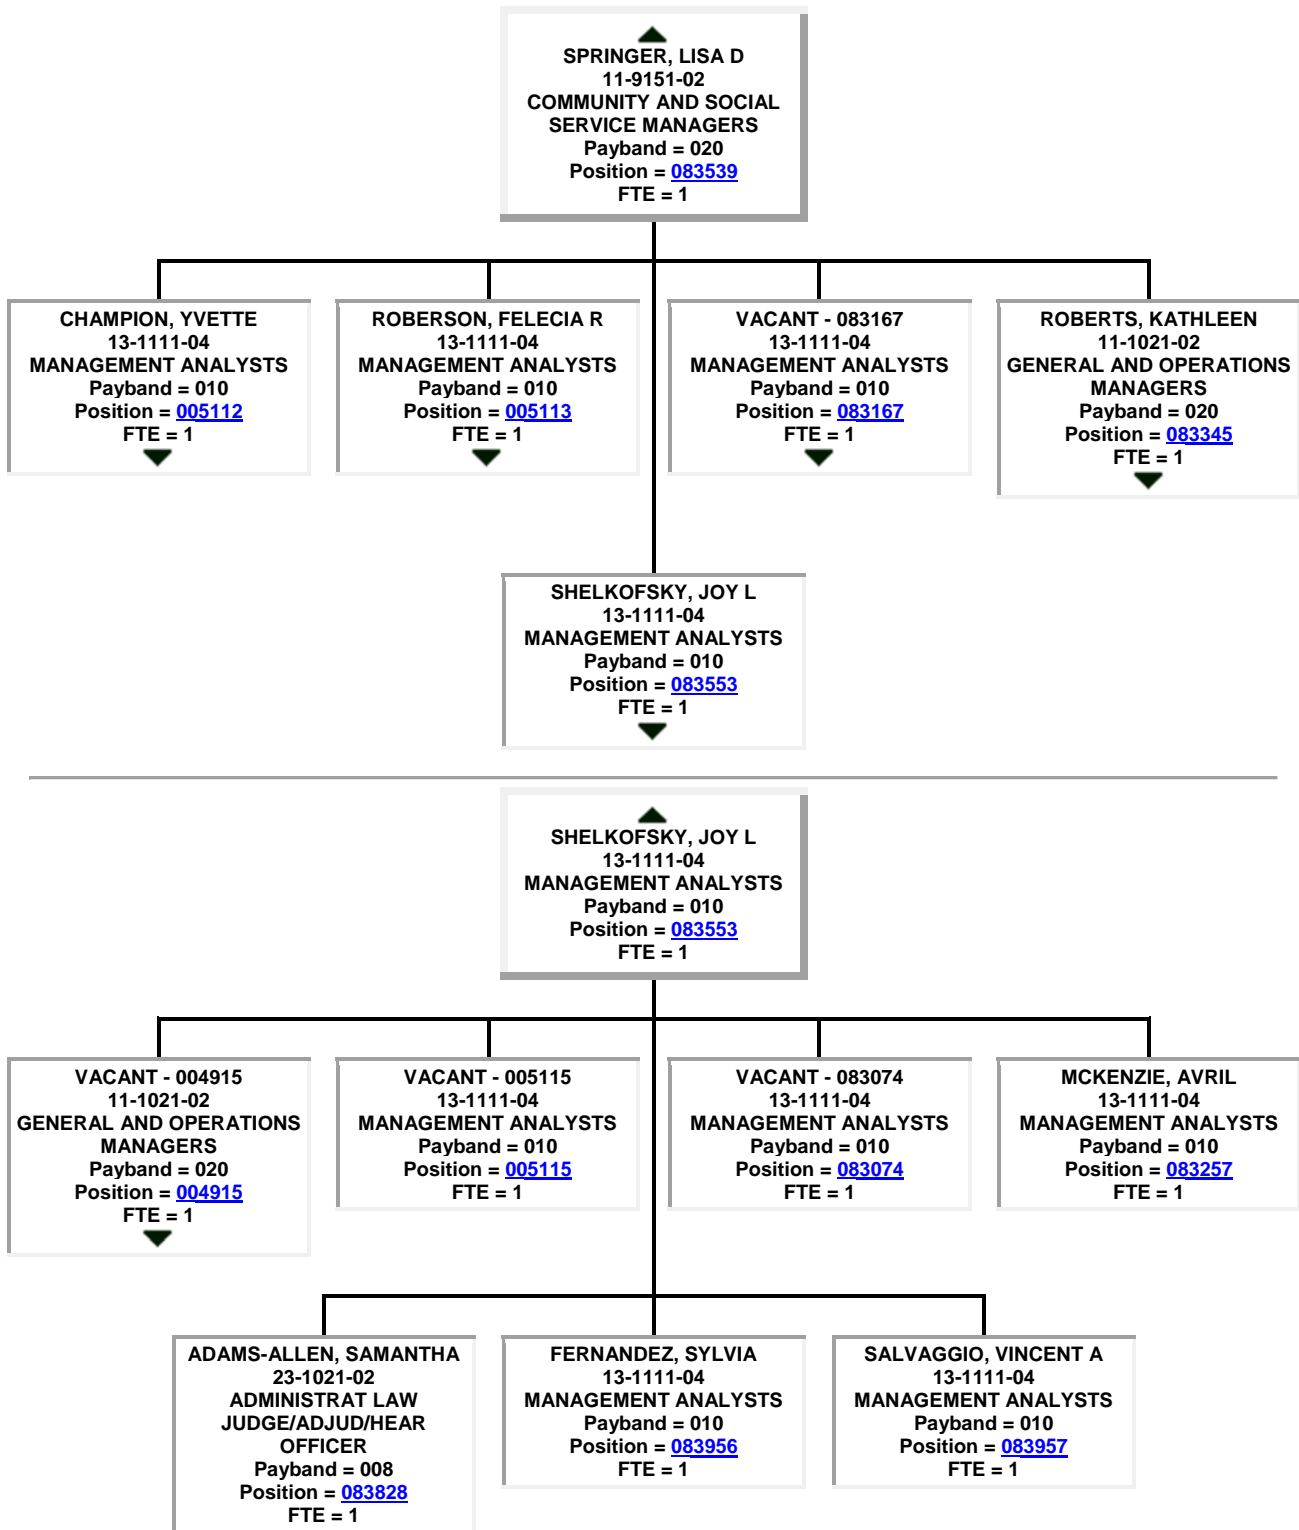 SPRINGER, LISA D
11-9151-02
COMMUNITY AND SOCIAL
SERVICE MANAGERS
Payband = 020
Position = 083539
FTE = 1
CHAMPION, YVETTE
13-1111-04
MANAGEMENT ANALYSTS
Payband = 010
Position = 005112
FTE = 1
ROBERSON, FELECIA R
13-1111-04
MANAGEMENT ANALYSTS
Payband = 010
Position = 005113
FTE = 1
VACANT - 083167
13-1111-04
MANAGEMENT ANALYSTS
Payband = 010
Position = 083167
FTE = 1
ROBERTS, KATHLEEN
11-1021-02
GENERAL AND OPERATIONS
MANAGERS
Payband = 020
Position = 083345
FTE = 1
SHELKOFSKY, JOY L
13-1111-04
MANAGEMENT ANALYSTS
Payband = 010
Position = 083553
FTE = 1
SHELKOFSKY, JOY L
13-1111-04
MANAGEMENT ANALYSTS
Payband = 010
Position = 083553
FTE = 1
VACANT - 004915
11-1021-02
GENERAL AND OPERATIONS
MANAGERS
Payband = 020
Position = 004915
FTE = 1
VACANT - 005115
13-1111-04
MANAGEMENT ANALYSTS
Payband = 010
Position = 005115
FTE = 1
VACANT - 083074
13-1111-04
MANAGEMENT ANALYSTS
Payband = 010
Position = 083074
FTE = 1
MCKENZIE, AVRIL
13-1111-04
MANAGEMENT ANALYSTS
Payband = 010
Position = 083257
FTE = 1
ADAMS-ALLEN, SAMANTHA
23-1021-02
ADMINISTRAT LAW
JUDGE/ADJUD/HEAR
OFFICER
Payband = 008
Position = 083828
FTE = 1
FERNANDEZ, SYLVIA
13-1111-04
MANAGEMENT ANALYSTS
Payband = 010
Position = 083956
FTE = 1
SALVAGGIO, VINCENT A
13-1111-04
MANAGEMENT ANALYSTS
Payband = 010
Position = 083957
FTE = 1